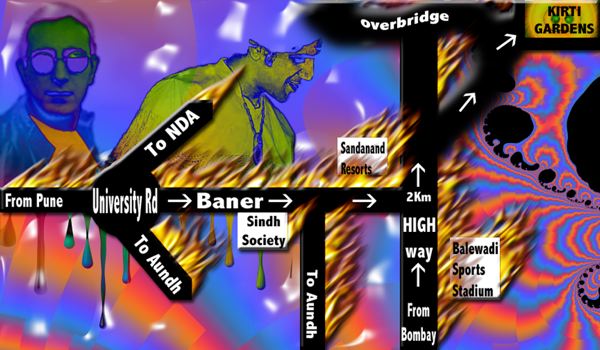 overbridge
KIRTI
GARDENS
To NDA
Sandanand
Resorts
From Pune
University Rd
→ Baner → →
2Km
HIGH
way
Sindh
Society
To Aundh
To Aundh
Balewadi
Sports
Stadium
From
Bombay